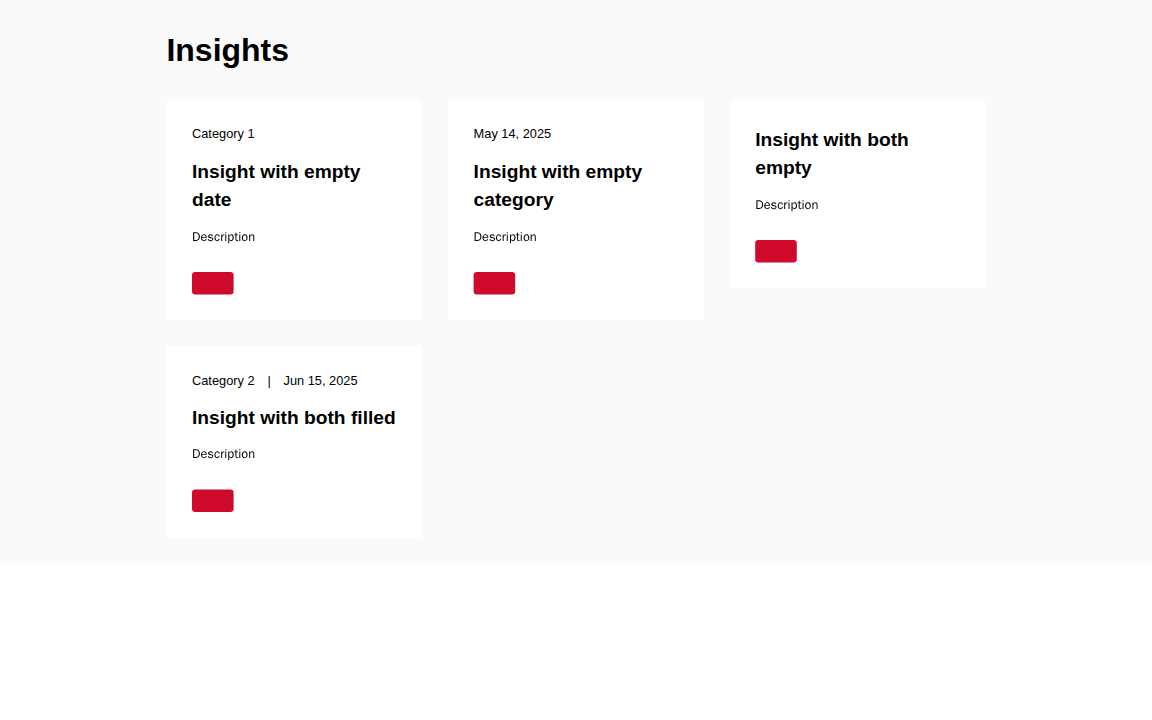 Insights
Category 1
Insight with empty
date
Description
May 14, 2025
Insight with empty
category
Description
Insight with both
empty
Description
Category 2 | Jun 15, 2025
Insight with both filled
Description